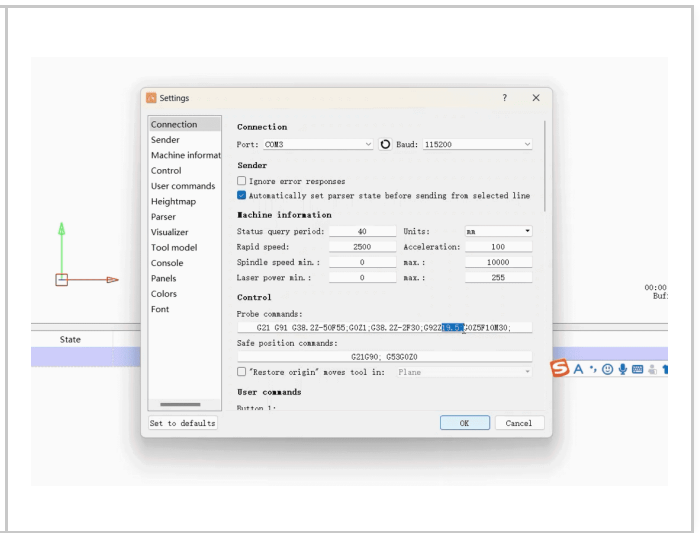 Settings ? ×
Connection
Sender
Machine informat
Control
User commands
Heightmap
Parser
Visualizer
Tool model
Console
Panels
Colors
Font
Connection
Port: COM3 Baud: 115200
Sender
Ignore error responses
Automatically set parser state before sending from selected line
Machine information
Status query period: 40 Units: mm
Rapid speed: 2500 Acceleration: 100
Spindle speed min.: 0 max.: 10000
Laser power min.: 0 max.: 255
Control
Probe commands:
G21 G91 G38.2Z-50F55;G0Z1;G38.2Z-2F30;G92Z19.5;G0Z5F10M30;
Safe position commands:
G21G90; G53G0Z0
"Restore origin" moves tool in: Plane
User commands
Button 1:
Set to defaults OK Cancel
State
00:00
Buf